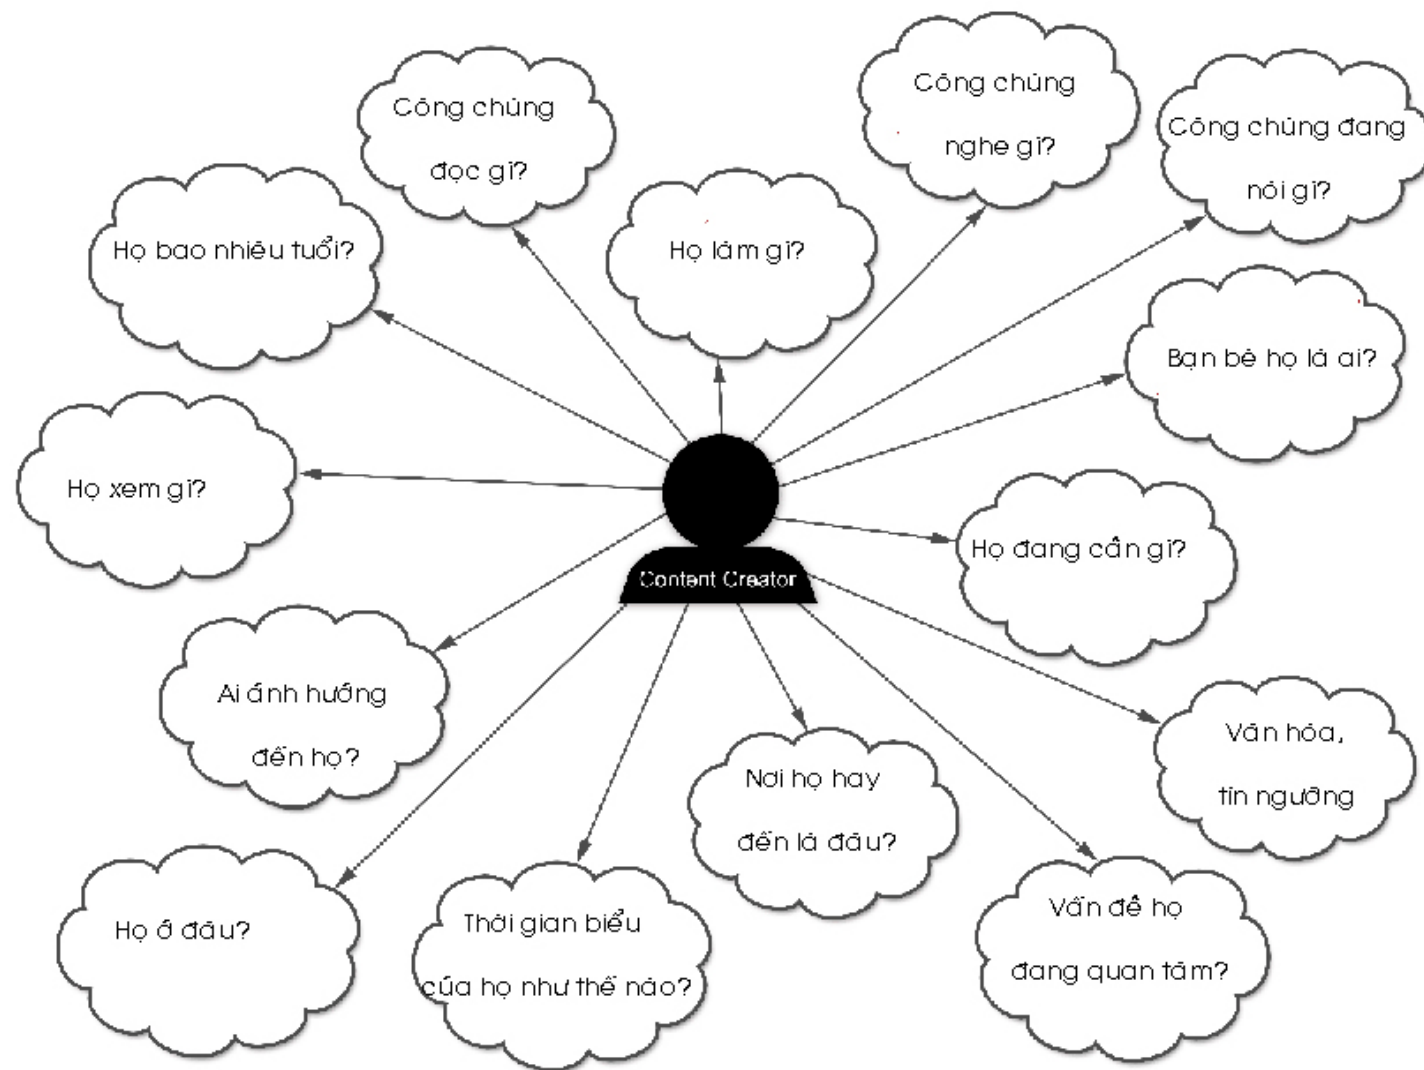 Công chúng
đọc gì?
Công chúng
nghe gì?
Công chúng đang
nói gì?
Họ bao nhiêu tuổi?
Họ làm gì?
Bạn bè họ là ai?
Họ xem gì?
Họ đang cần gì?
Content Creator
Ai ảnh hưởng
đến họ?
Nơi họ hay
đến là đâu?
Văn hóa,
tín ngưỡng
Họ ở đâu?
Thời gian biểu
của họ như thế nào?
Vấn đề họ
đang quan tâm?